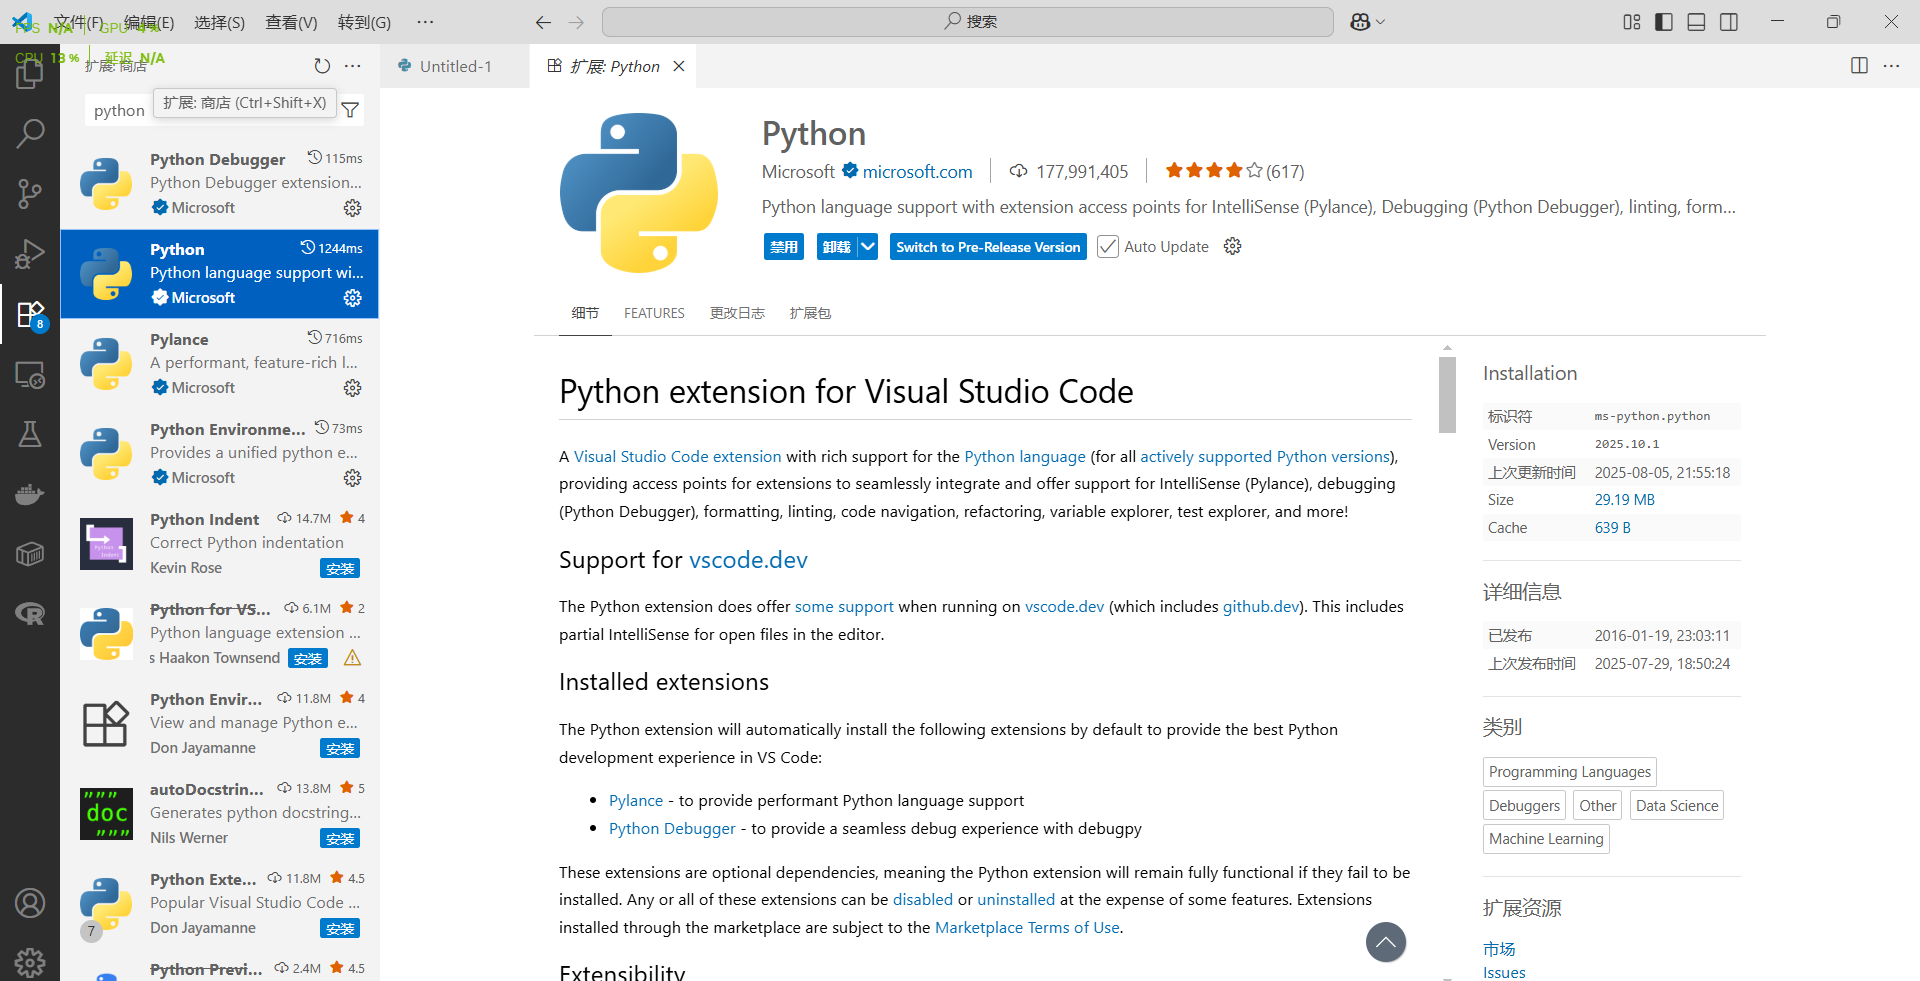 文件(F) 编辑(E) 选择(S) 查看(V) 转到(G) ···
搜索
FPS N/A GPU 4%
CPU 13% 延迟 N/A
扩展: 商店
Untitled-1
扩展: Python
python
扩展: 商店 (Ctrl+Shift+X)
Python Debugger 115ms
Python Debugger extension...
Microsoft
Python 1244ms
Python language support wi...
Microsoft
Pylance 716ms
A performant, feature-rich l...
Microsoft
Python Environme... 73ms
Provides a unified python e...
Microsoft
Python Indent 14.7M 4
Correct Python indentation
Kevin Rose 安装
Python for VS... 6.1M 2
Python language extension ...
s Haakon Townsend 安装
Python Envir... 11.8M 4
View and manage Python e...
Don Jayamanne 安装
autoDocstrin... 13.8M 5
Generates python docstring...
Nils Werner 安装
Python Exte... 11.8M 4.5
Popular Visual Studio Code ...
Don Jayamanne 安装
Python Previ... 2.4M 4.5
8
7
doc
Python
Microsoft microsoft.com 177,991,405 (617)
Python language support with extension access points for IntelliSense (Pylance), Debugging (Python Debugger), linting, form...
禁用 卸载 Switch to Pre-Release Version Auto Update
细节 FEATURES 更改日志 扩展包
Python extension for Visual Studio Code
A Visual Studio Code extension with rich support for the Python language (for all actively supported Python versions),
providing access points for extensions to seamlessly integrate and offer support for IntelliSense (Pylance), debugging
(Python Debugger), formatting, linting, code navigation, refactoring, variable explorer, test explorer, and more!
Support for vscode.dev
The Python extension does offer some support when running on vscode.dev (which includes github.dev). This includes
partial IntelliSense for open files in the editor.
Installed extensions
The Python extension will automatically install the following extensions by default to provide the best Python
development experience in VS Code:
• Pylance - to provide performant Python language support
• Python Debugger - to provide a seamless debug experience with debugpy
These extensions are optional dependencies, meaning the Python extension will remain fully functional if they fail to be
installed. Any or all of these extensions can be disabled or uninstalled at the expense of some features. Extensions
installed through the marketplace are subject to the Marketplace Terms of Use.
Extensibility
Installation
标识符 ms-python.python
Version 2025.10.1
上次更新时间 2025-08-05, 21:55:18
Size 29.19 MB
Cache 639 B
详细信息
已发布 2016-01-19, 23:03:11
上次发布时间 2025-07-29, 18:50:24
类别
Programming Languages
Debuggers Other Data Science
Machine Learning
扩展资源
市场
Issues